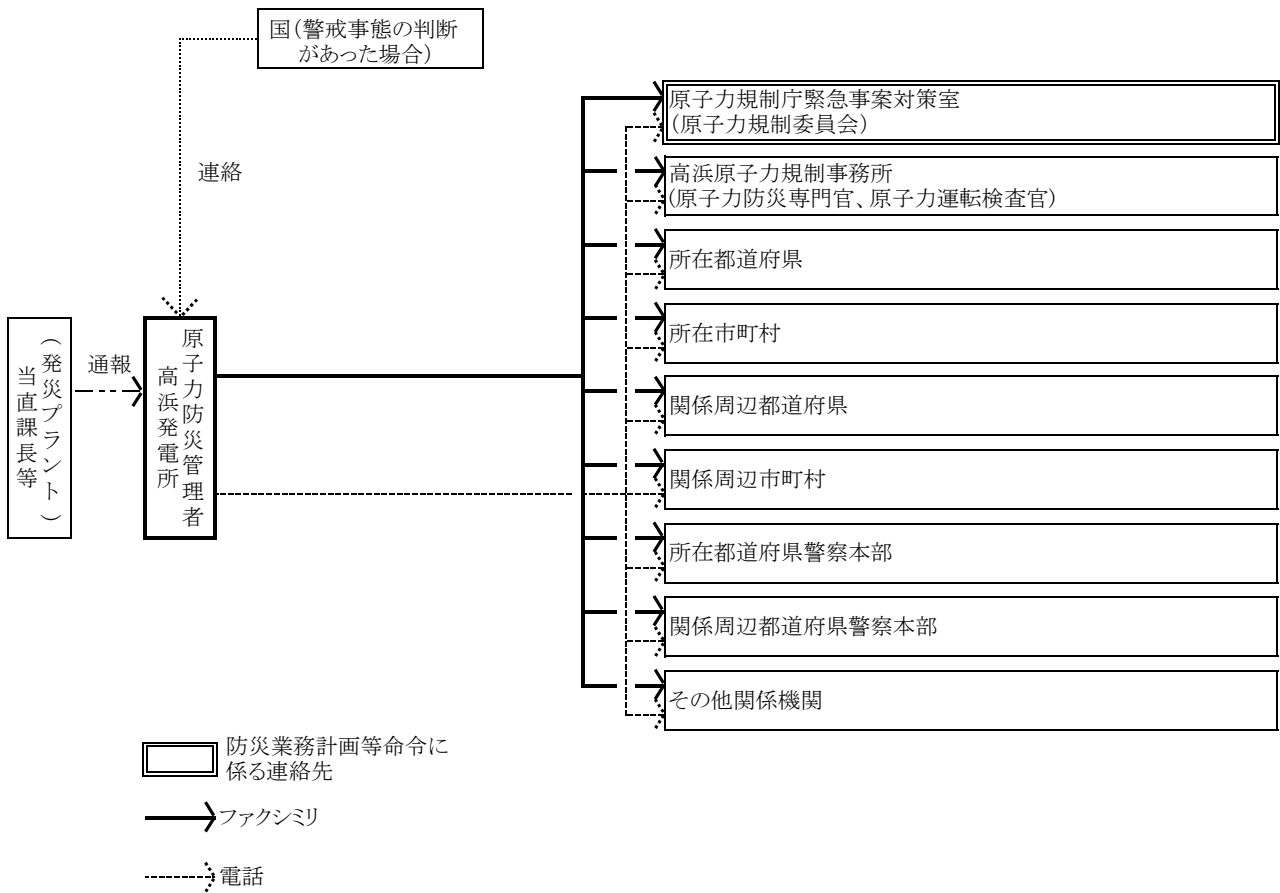 国(警戒事態の判断
があった場合)
連絡
原子力規制庁緊急事案対策室
(原子力規制委員会)
高浜原子力規制事務所
(原子力防災専門官、原子力運転検査官)
所在都道府県
所在市町村
関係周辺都道府県
関係周辺市町村
所在都道府県警察本部
関係周辺都道府県警察本部
その他関係機関
(発災プラント)
当直課長等
通報
原子力防災管理者
高浜発電所
防災業務計画等命令に
係る連絡先
ファクシミリ
電話